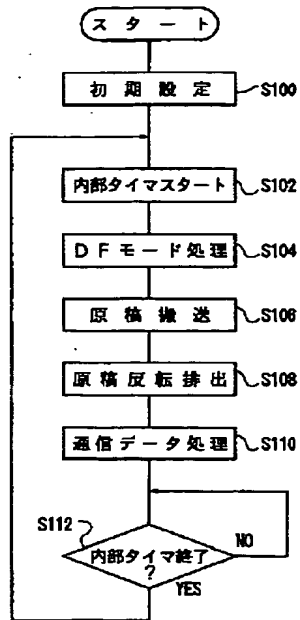 スタート
初期設定
S100
内部タイマスタート
S102
DFモード処理
S104
原稿搬送
S106
原稿反転排出
S108
通信データ処理
S110
S112
内部タイマ終了
?
NO
YES